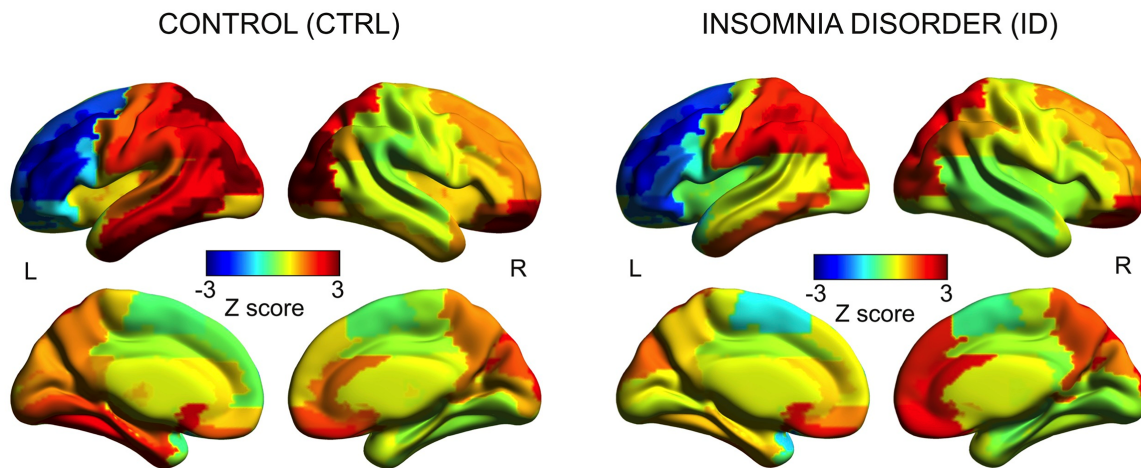 CONTROL (CTRL)
INSOMNIA DISORDER (ID)
L
R
-3
3
Z score
L
R
-3
3
Z score